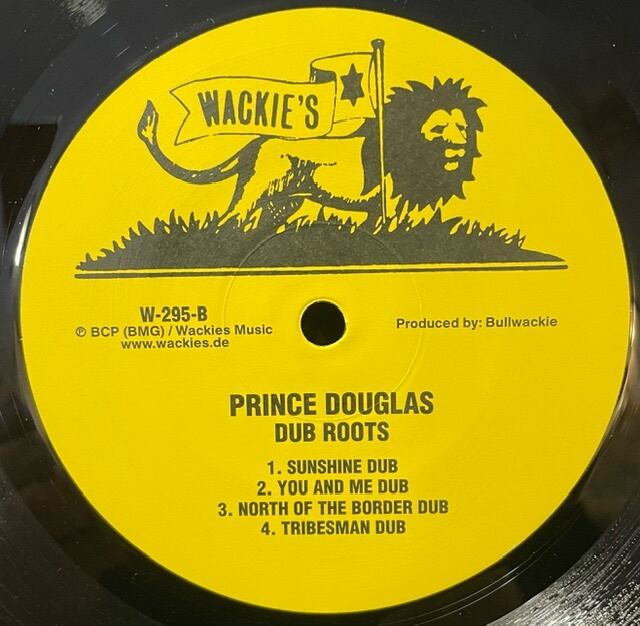 WACKIE'S
W-295-B
℗ BCP (BMG) / Wackies Music
www.wackies.de
Produced by: Bullwackie
PRINCE DOUGLAS
DUB ROOTS
1. SUNSHINE DUB
2. YOU AND ME DUB
3. NORTH OF THE BORDER DUB
4. TRIBESMAN DUB